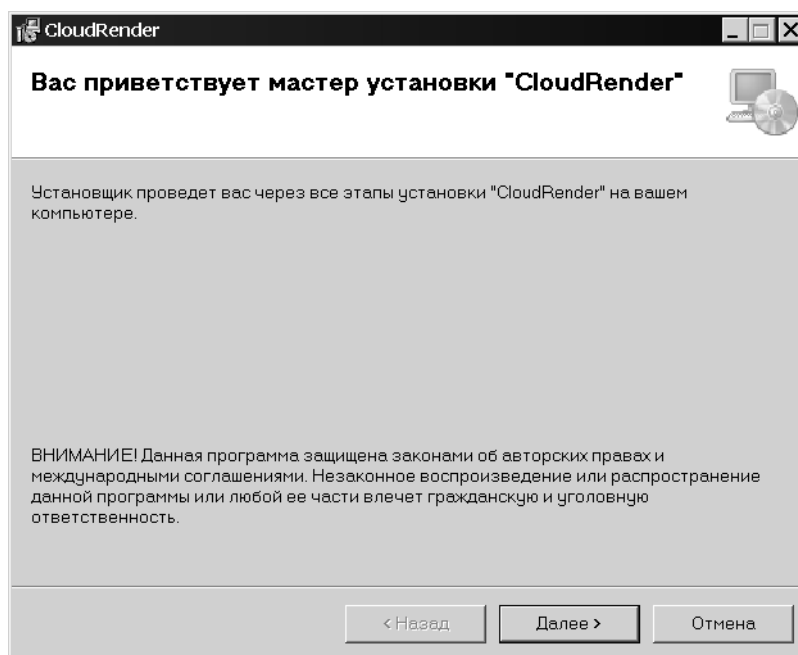 CloudRender
Вас приветствует мастер установки "CloudRender"
Установщик проведет вас через все этапы установки "CloudRender" на вашем
компьютере.
ВНИМАНИЕ! Данная программа защищена законами об авторских правах и
международными соглашениями. Незаконное воспроизведение или распространение
данной программы или любой ее части влечет гражданскую и уголовную
ответственность.
< Назад Далее > Отмена